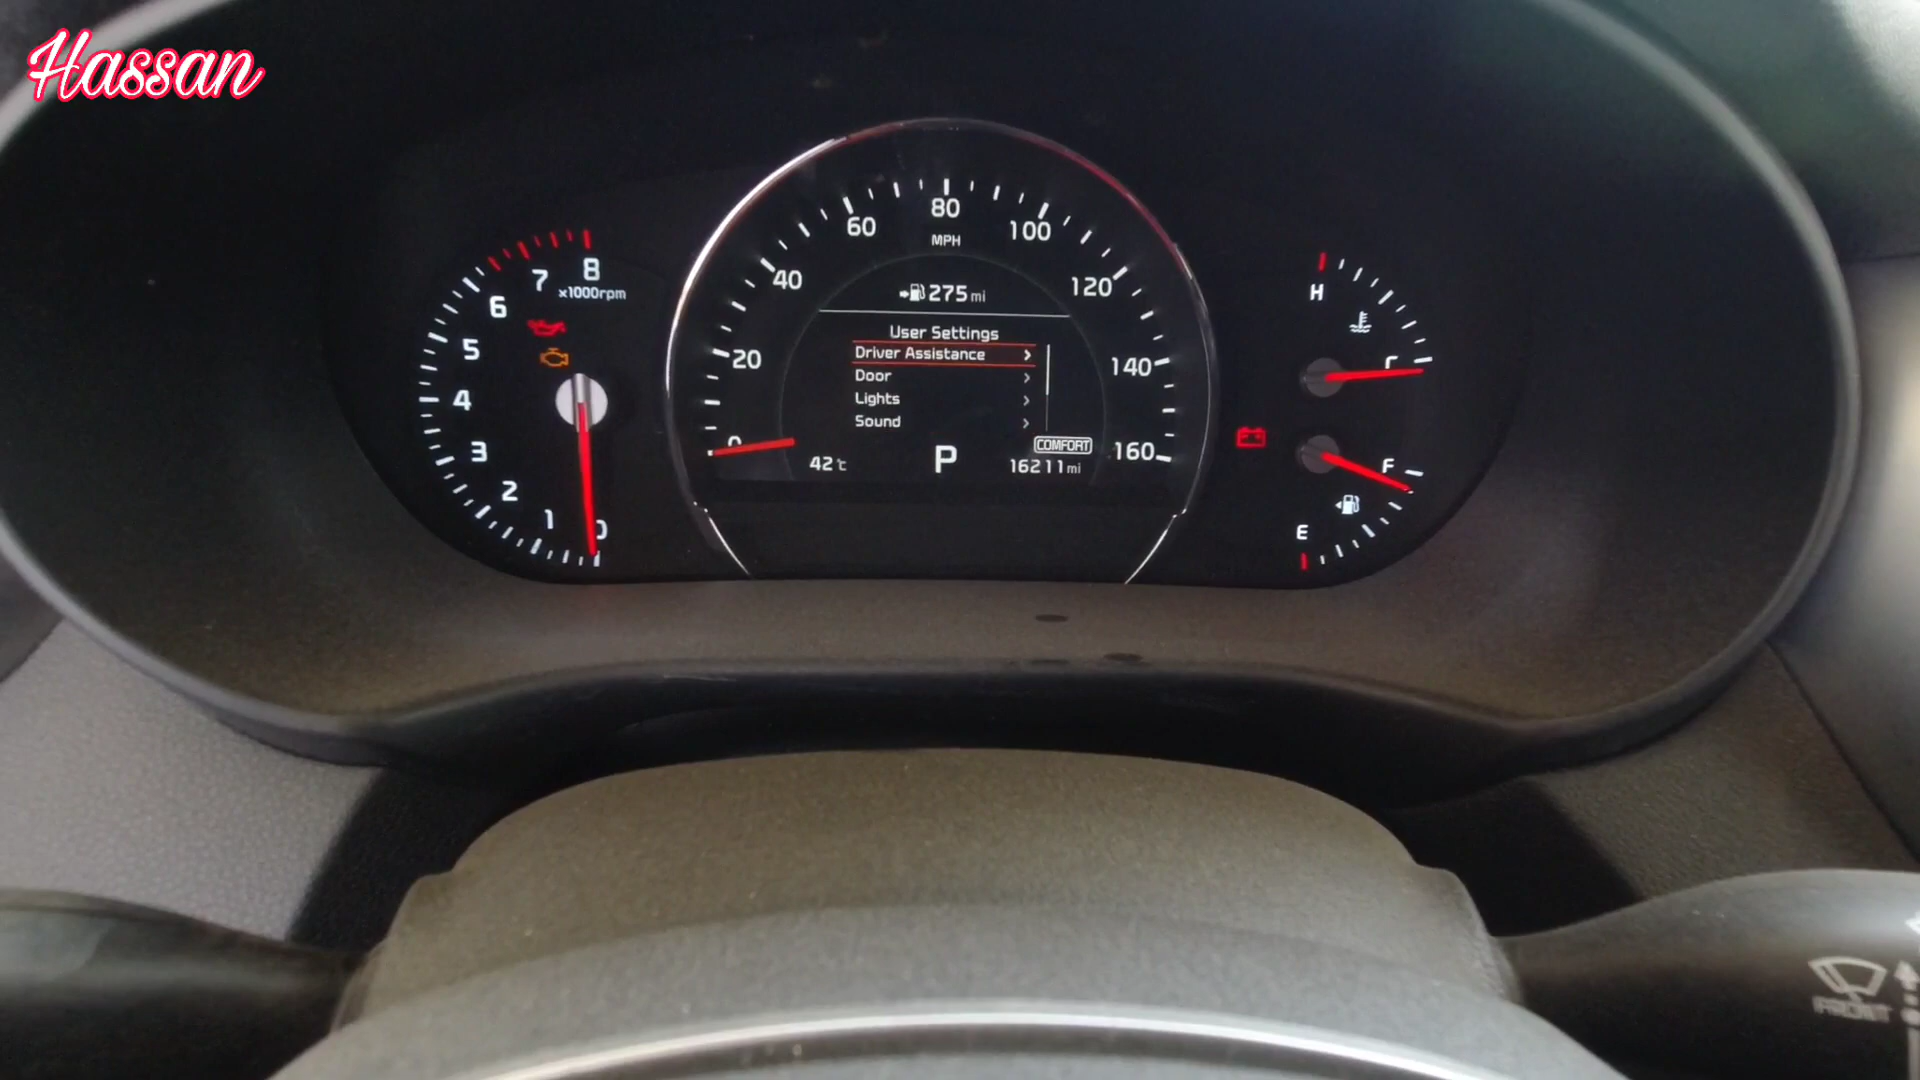 Hassan
8
7
x1000rpm
6
5
4
3
2
1
0
0
20
40
60
80
100
120
140
160
MPH
275 mi
User Settings
Driver Assistance >
Door >
Lights >
Sound >
COMFORT
42℃
P
16211 mi
H
C
F
E
FRONT